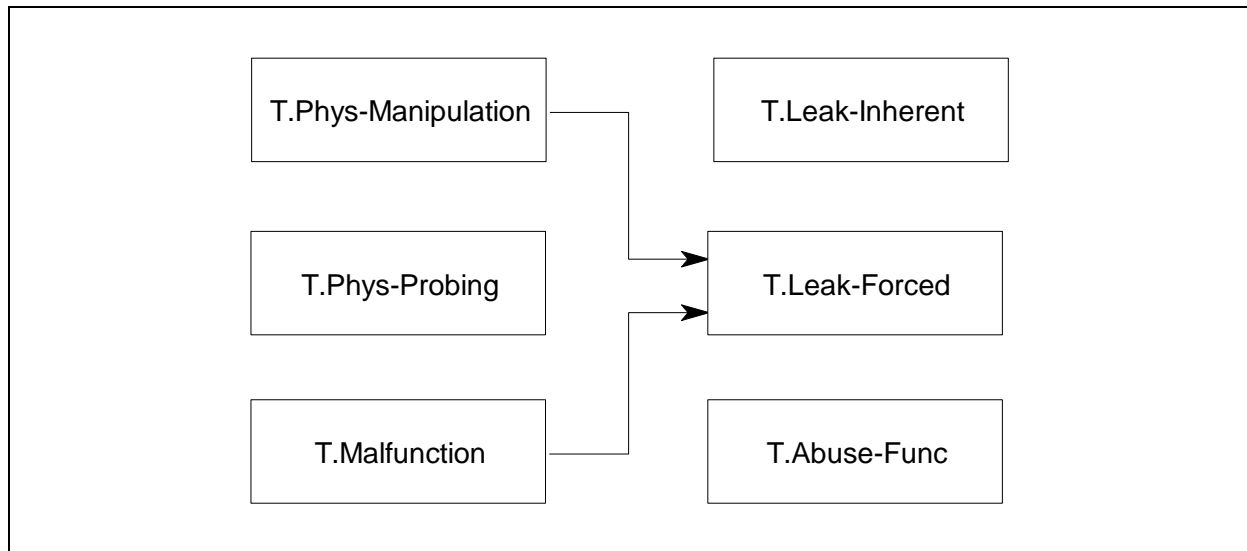 T.Phys-Manipulation
T.Leak-Inherent
T.Phys-Probing
T.Leak-Forced
T.Malfunction
T.Abuse-Func